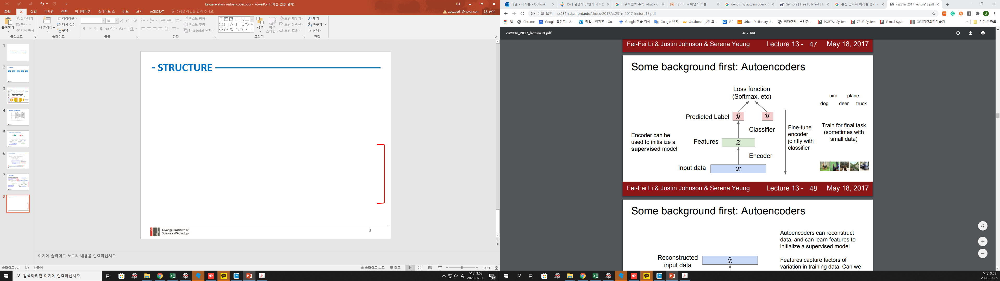 keygeneration_Autoencoder.pptx - PowerPoint (제품 인증 실패)
파일 홈 삽입 디자인 전환 애니메이션 슬라이드 쇼 검토 보기 ACROBAT 수행할 작업을 알려 주세요.
zoazoa61@naver.com 공유
붙여넣기
잘라내기
복사
서식 복사
클립보드
새 슬라이드
레이아웃
다시 설정
구역
슬라이드
18
글꼴
텍스트 방향
텍스트 맞춤
SmartArt로 변환
단락
정렬
빠른 스타일
도형 채우기
도형 윤곽선
도형 효과
그리기
찾기
바꾸기
선택
편집
1
2
3
4
5
6
7
8
STRUCTURE
Gwangju Institute of
Science and Technology
8
여기에 슬라이드 노트의 내용을 입력하십시오
슬라이드 8/8 한국어
슬라이드 노트 메모 100 %
검색하려면 여기에 입력하십시오.
A 오후 3:53
2020-07-09
16
메일 - 이지훈 - Outlook
15개 금융사 57만개 카드번
파워포인트 수식 y-hat - G
데이터 사이언스 스쿨
denoising autoencoder -
Sensors | Free Full-Text |
통신 양자화 에러율 평가 -
cs231n_2017_lecture13.pdf
주의 요함 | cs231n.stanford.edu/slides/2017/cs231n_2017_lecture13.pdf
앱 Chrome Google 캘린더 - 2... 메일 - 이지훈 - Ou... Google 학술 검색 Google 번역 Colaboratory에 오... ISP Urban Dictionary, J... 임대주택 | 분양공... PORTAL System ZEUS System E-mail System GIST광주과학기술원 » 기타 북마크
cs231n_2017_lecture13.pdf
48 / 133
Fei-Fei Li & Justin Johnson & Serena Yeung Lecture 13 - 47 May 18, 2017
Some background first: Autoencoders
Loss function
(Softmax, etc)
bird plane
dog deer truck
Predicted Label ŷ y
Classifier
Fine-tune
encoder
jointly with
classifier
Train for final task
(sometimes with
small data)
Encoder can be
used to initialize a
supervised model
Features z
Encoder
Input data x
Fei-Fei Li & Justin Johnson & Serena Yeung Lecture 13 - 48 May 18, 2017
Some background first: Autoencoders
Autoencoders can reconstruct
data, and can learn features to
initialize a supervised model
Reconstructed
input data
x̂
Features capture factors of
variation in training data. Can we
오후 3:53
2020-07-09